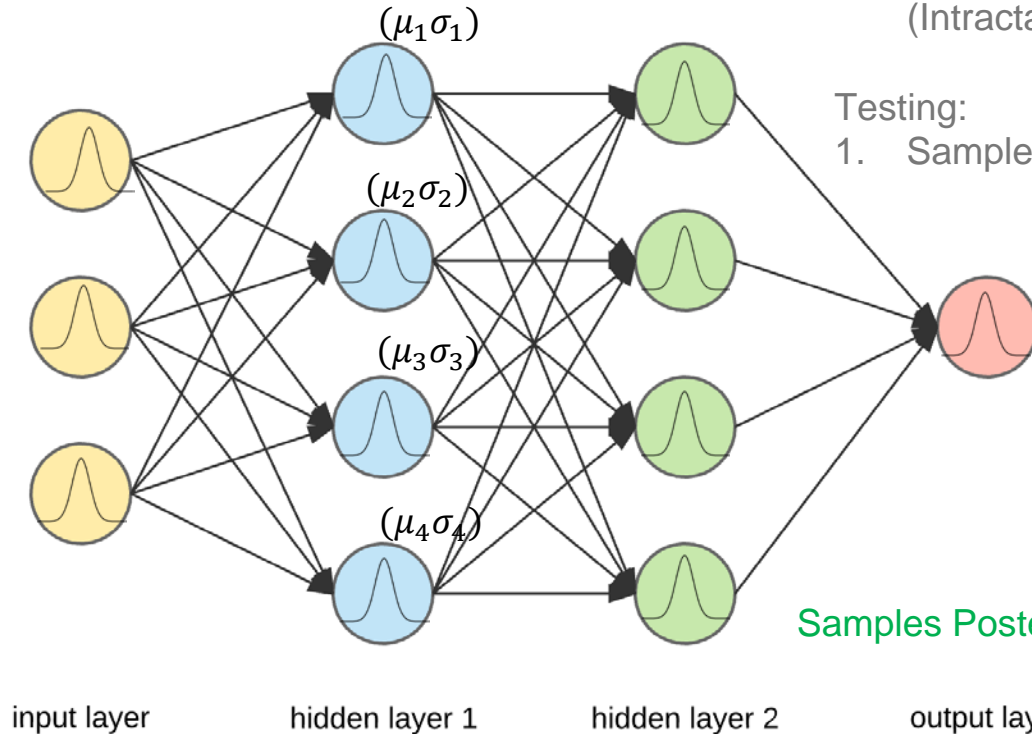 (μ₁σ₁)
(Intracta
Testing:
1. Sample
(μ₂σ₂)
(μ₃σ₃)
(μ₄σ₄)
Samples Poste
input layer hidden layer 1 hidden layer 2 output lay